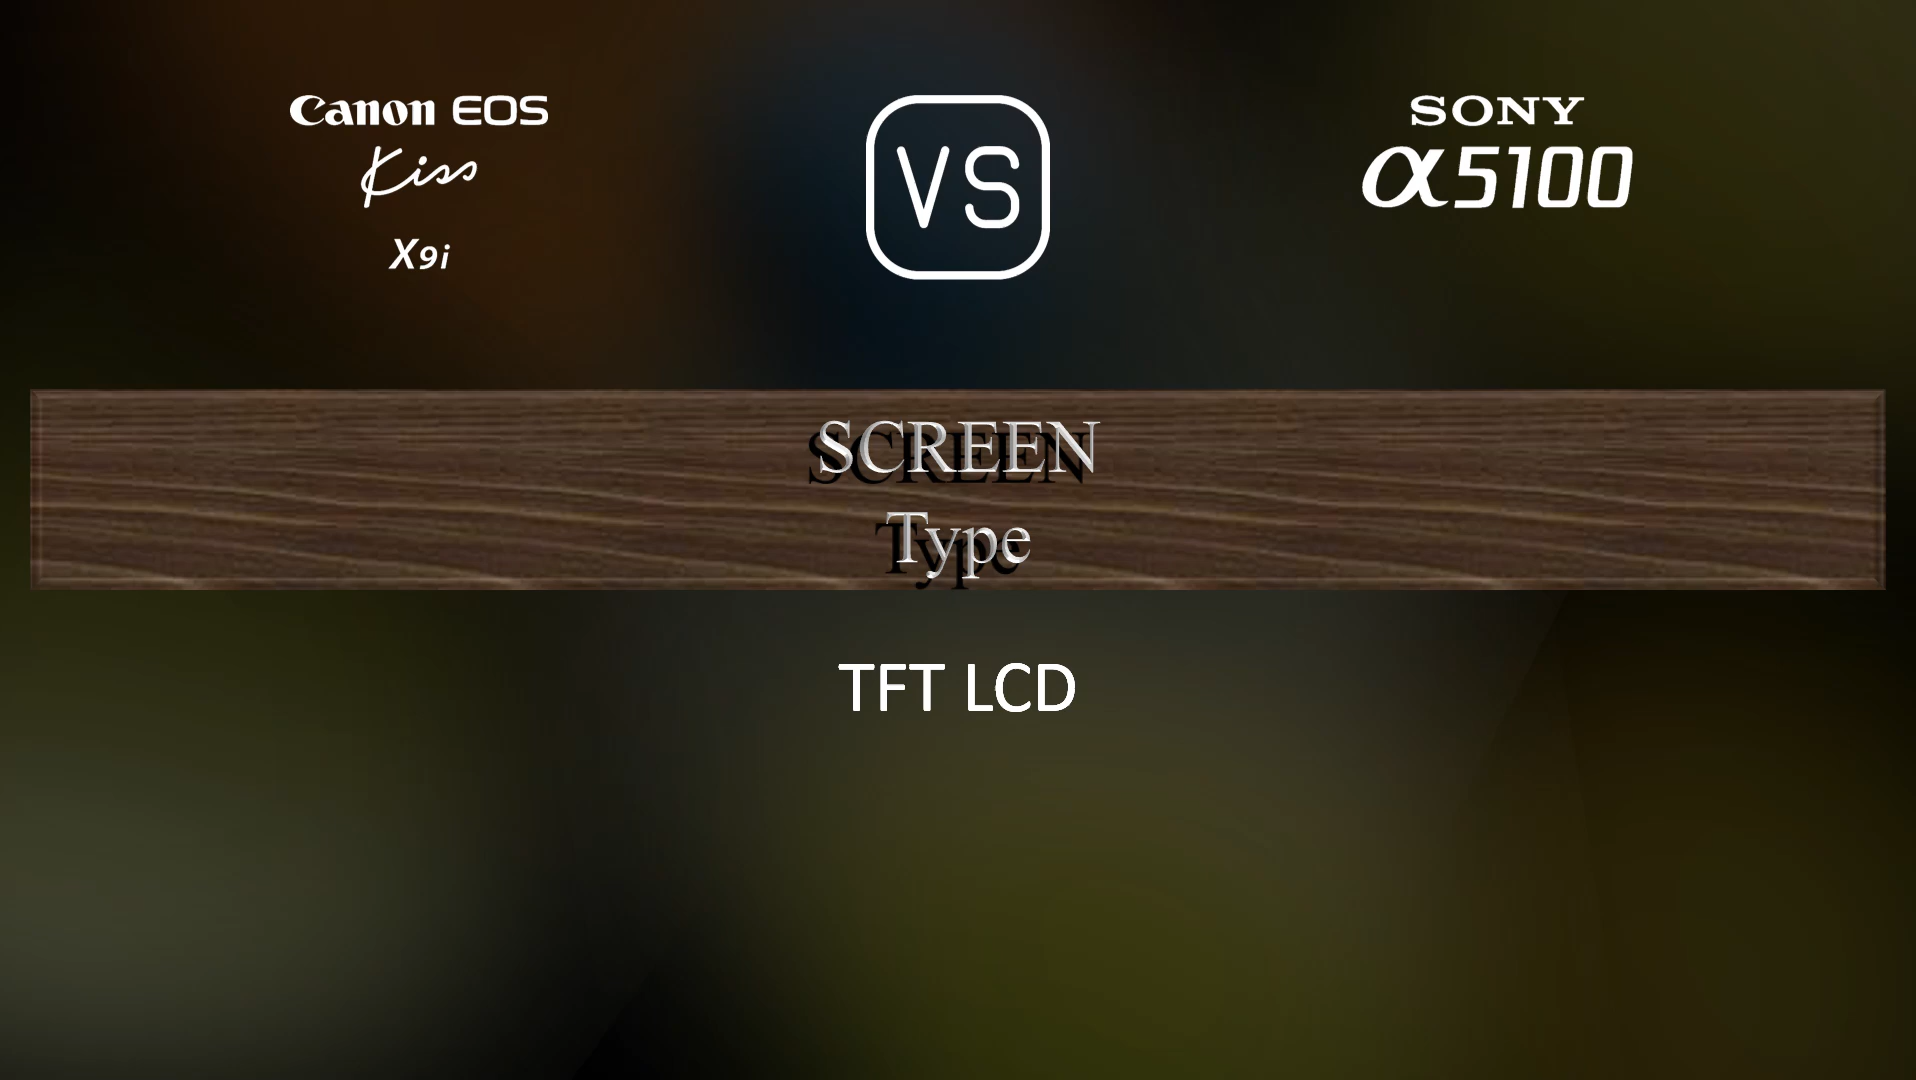 Canon EOS
Kiss
X9i
VS
SONY
α5100
SCREEN
Type
TFT LCD